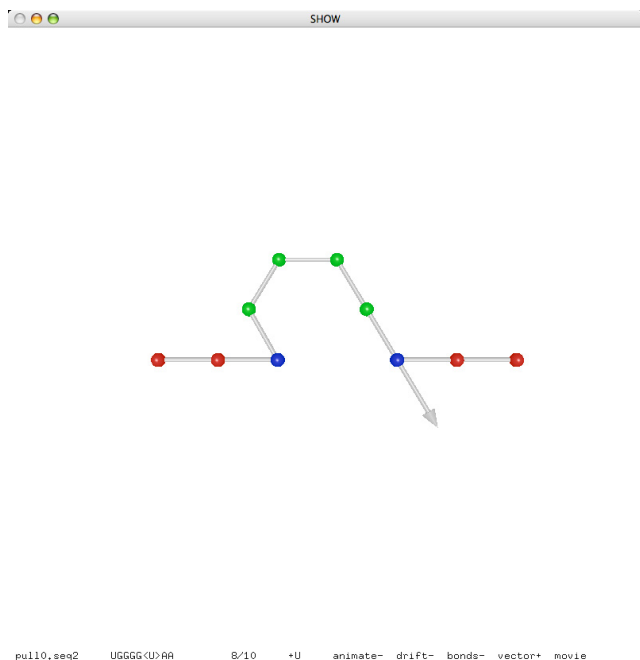 SHOW
pull0.seq2 UGGGG<U>AA 8/10 +U animate- drift- bonds- vector+ movie